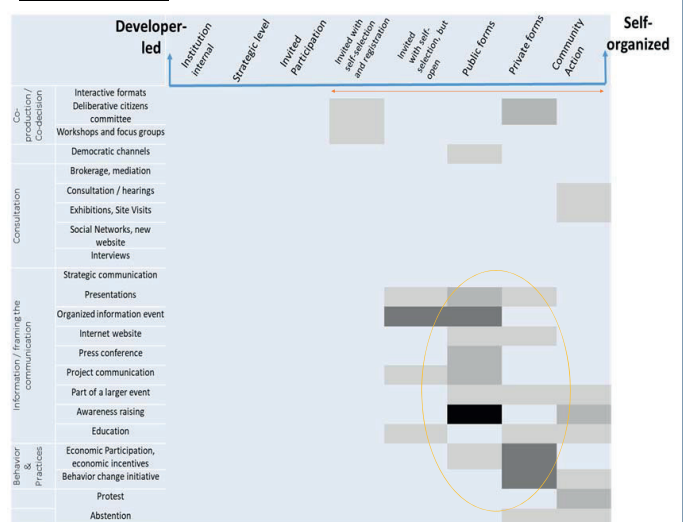 Developer-
led
Self-
organized
Institution
internal
Strategic level
Invited
Participation
Invited with
self-selection
and registration
Invited
with self-
selection, but
open
Public forms
Private forms
Community
Action
Co-
production /
Co-decision
Interactive formats
Deliberative citizens
committee
Workshops and focus groups
Democratic channels
Consultation
Brokerage, mediation
Consultation / hearings
Exhibitions, Site Visits
Social Networks, new
website
Interviews
Information / framing the
communication
Strategic communication
Presentations
Organized information event
Internet website
Press conference
Project communication
Part of a larger event
Awareness raising
Education
Behavior
&
Practices
Economic Participation,
economic incentives
Behavior change initiative
Protest
Abstention